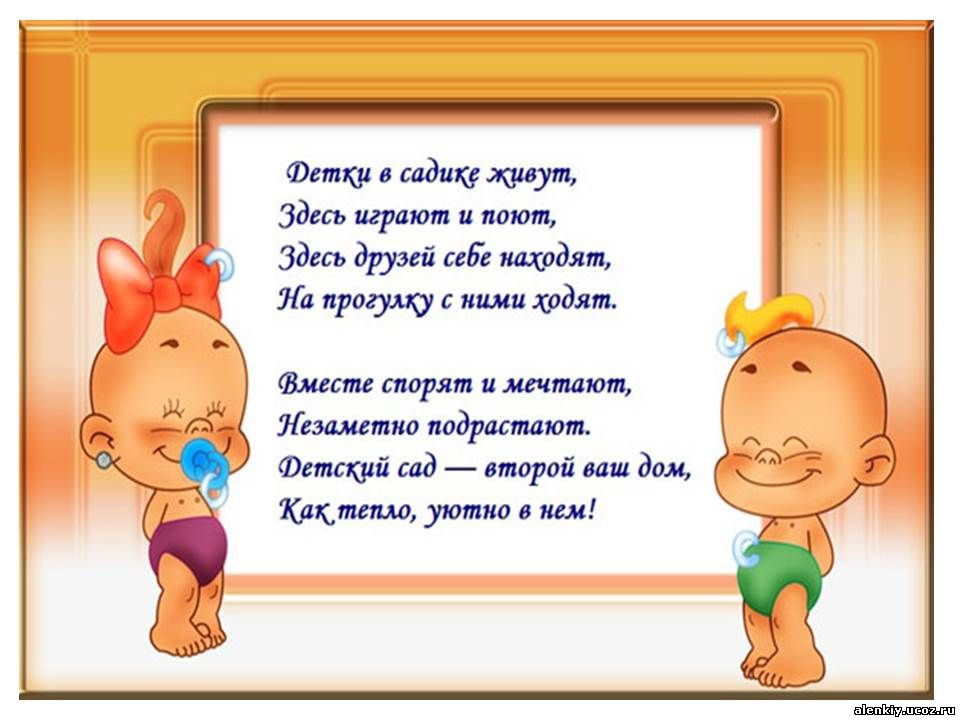 Детки в садике живут,
Здесь играют и поют,
Здесь друзей себе находят,
На прогулку с ними ходят.
Вместе спорят и мечтают,
Незаметно подрастают.
Детский сад — второй ваш дом,
Как тепло, уютно в нем!
alenkiy.ucoz.ru